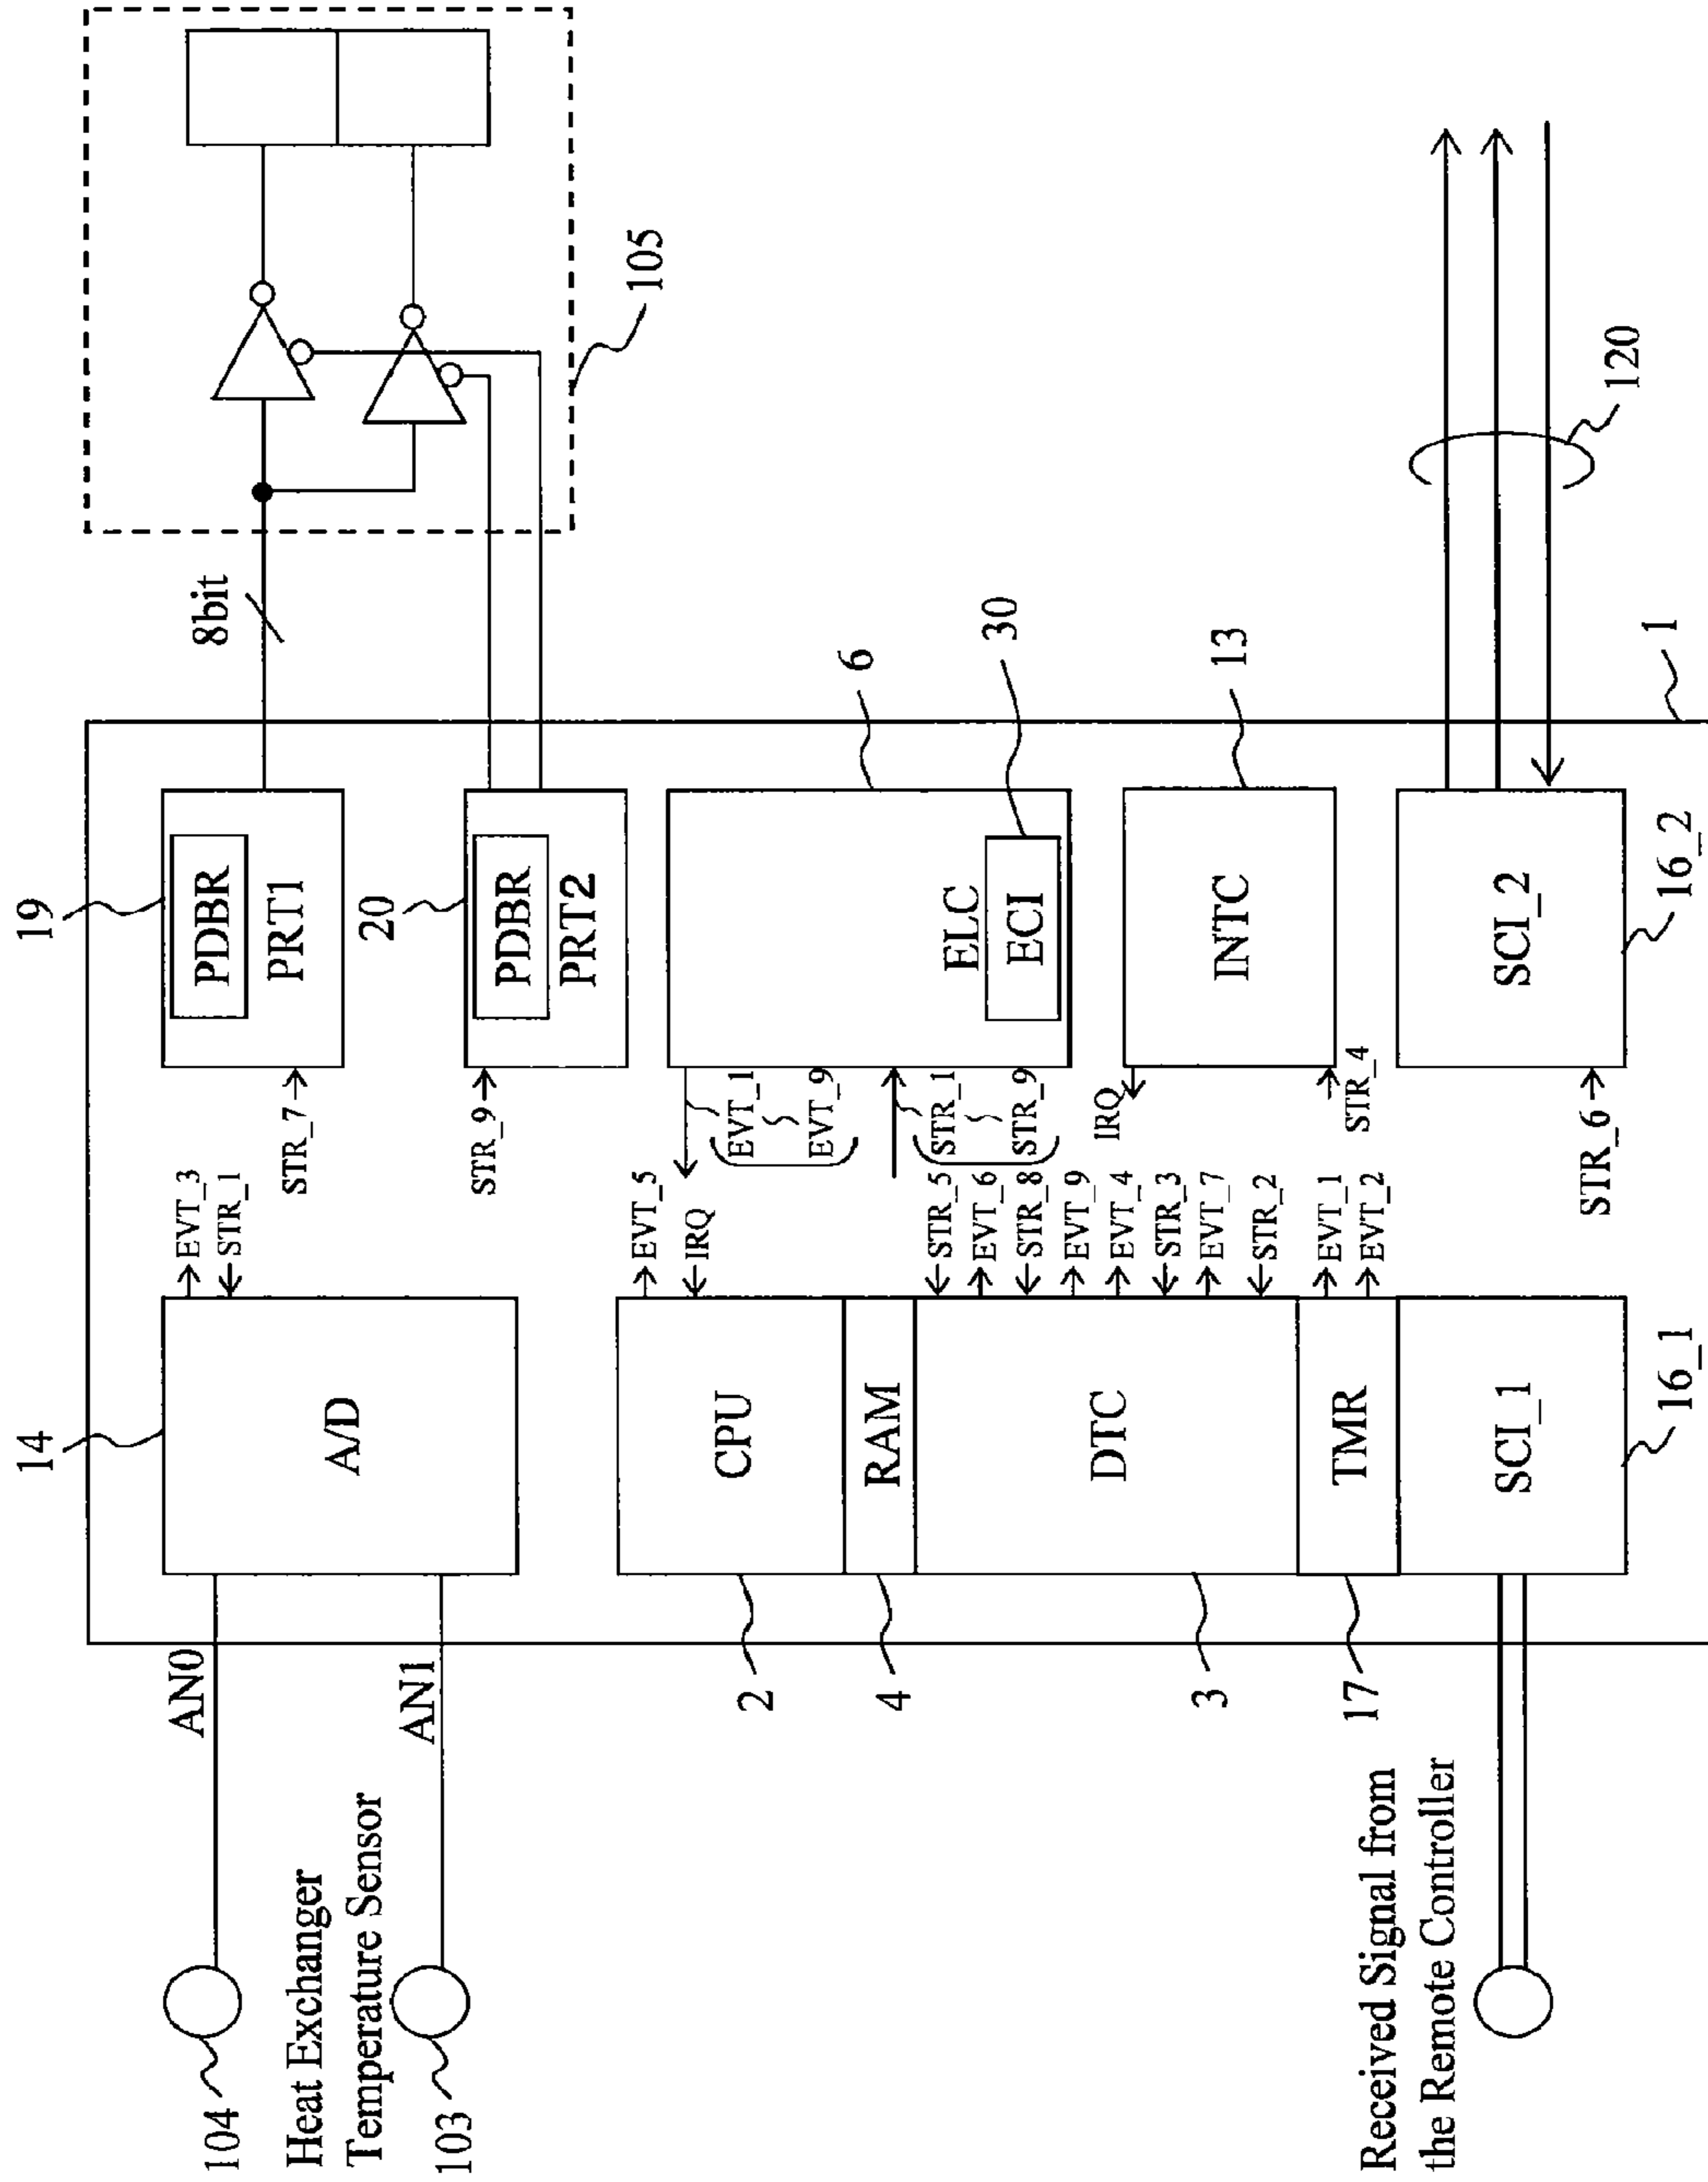 104
Heat Exchanger
Temperature Sensor
103
Received Signal from
the Remote Controller
AN0
AN1
14
A/D
EVT_3
STR_1
2
CPU
EVT_5
IRQ
4
RAM
3
DTC
STR_5
EVT_6
STR_8
EVT_9
EVT_4
STR_3
EVT_7
STR_2
17
TMR
EVT_1
EVT_2
SCI_1
16_1
19
PDBR
PRT1
STR_7
20
PDBR
PRT2
STR_9
EVT_1
EVT_9
STR_1
STR_9
ELC
ECI
6
30
IRQ
INTC
STR_4
13
STR_6
SCI_2
16_2
1
8bit
105
120